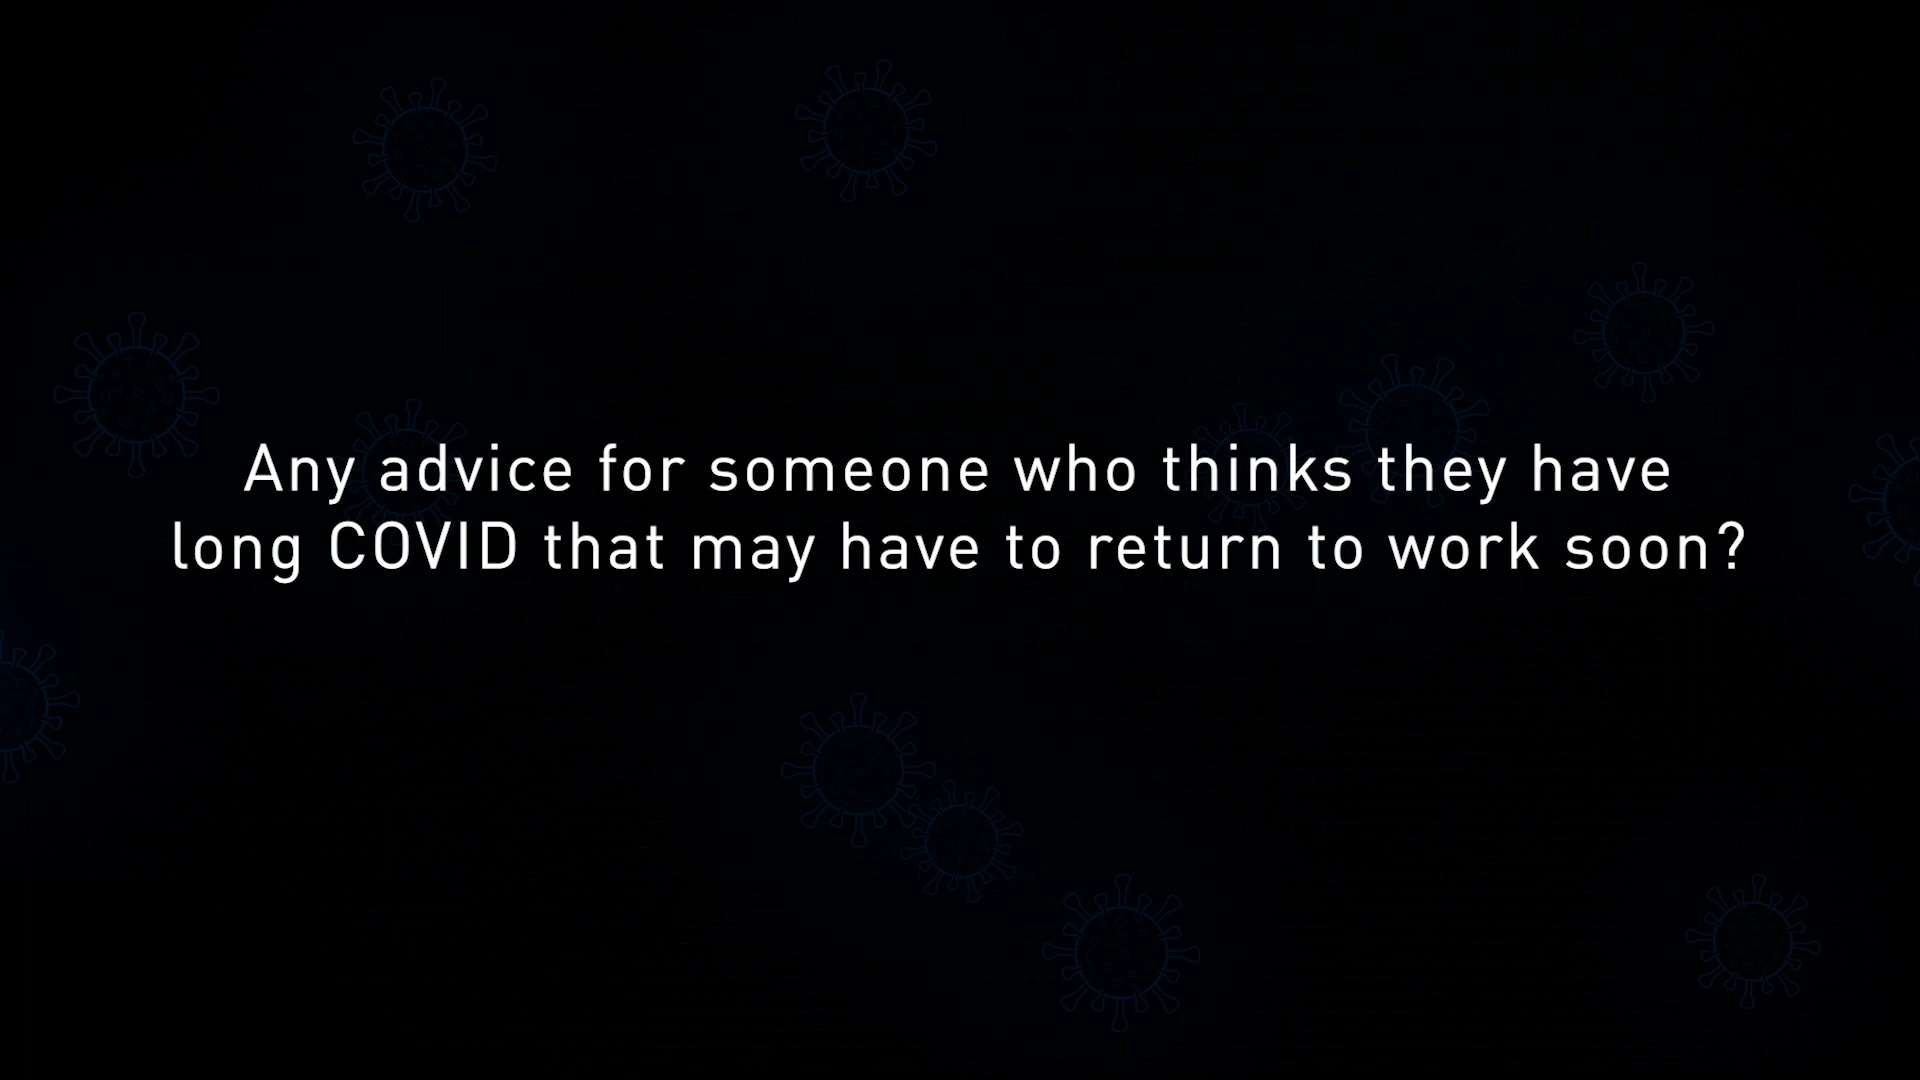 Any advice for someone who thinks they have
long COVID that may have to return to work soon?